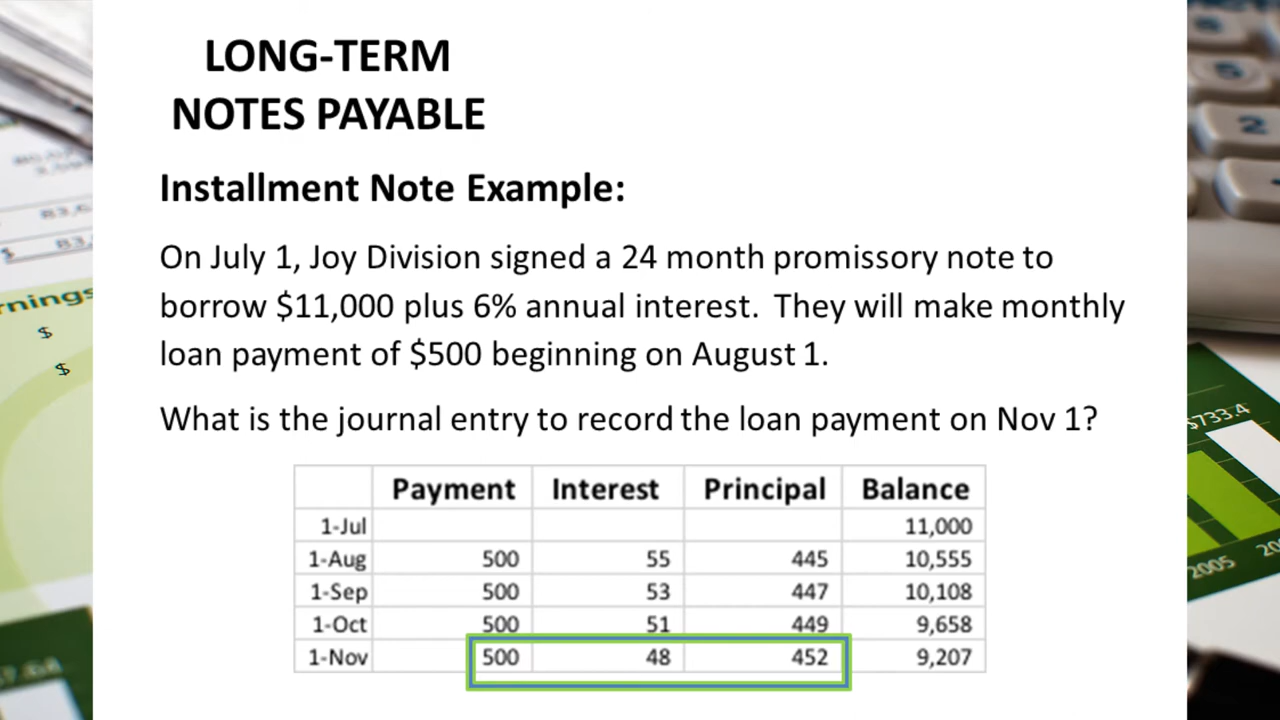 LONG-TERM
NOTES PAYABLE
Installment Note Example:
On July 1, Joy Division signed a 24 month promissory note to
borrow $11,000 plus 6% annual interest. They will make monthly
loan payment of $500 beginning on August 1.
What is the journal entry to record the loan payment on Nov 1?
Payment Interest Principal Balance
1-Jul 11,000
1-Aug 500 55 445 10,555
1-Sep 500 53 447 10,108
1-Oct 500 51 449 9,658
1-Nov 500 48 452 9,207
$
$
$733.4
2005
2